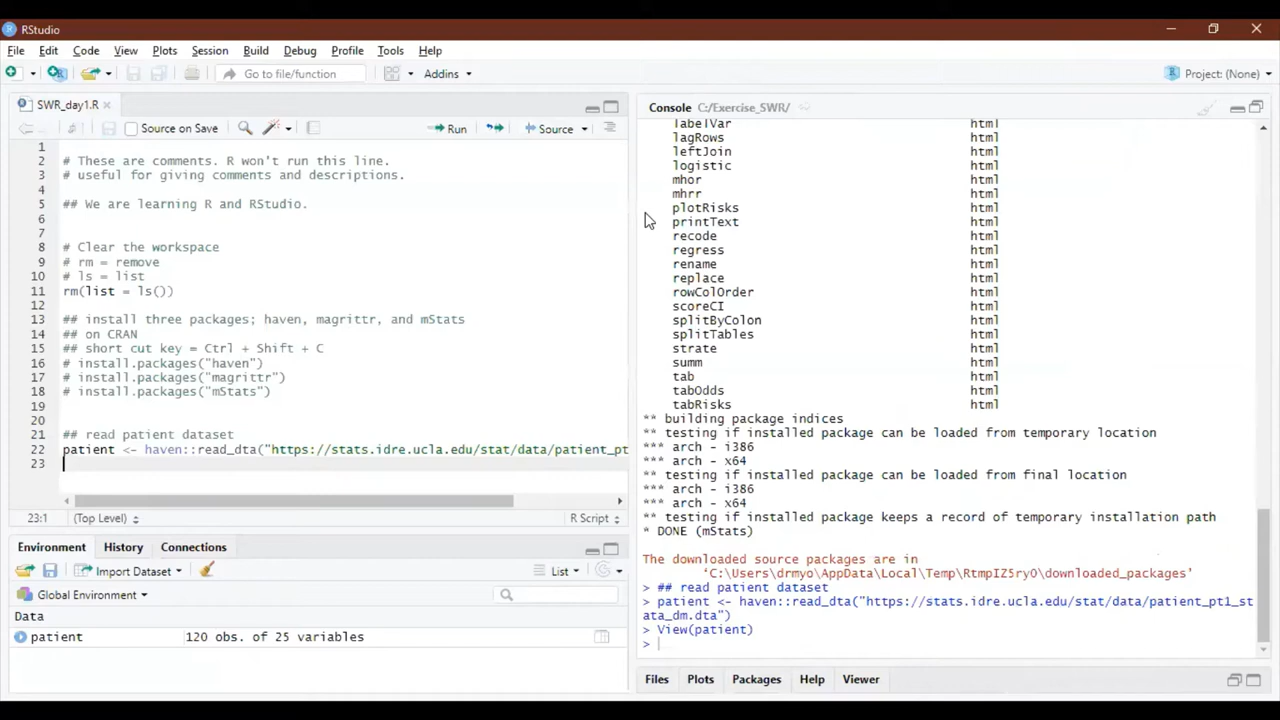 RStudio
File Edit Code View Plots Session Build Debug Profile Tools Help
Go to file/function Addins Project: (None)
SWR_day1.R
Source on Save Run Source
1
2 # These are comments. R won't run this line.
3 # useful for giving comments and descriptions.
4
5 ## We are learning R and RStudio.
6
7
8 # Clear the workspace
9 # rm = remove
10 # ls = list
11 rm(list = ls())
12
13 ## install three packages; haven, magrittr, and mStats
14 ## on CRAN
15 ## short cut key = Ctrl + Shift + C
16 # install.packages("haven")
17 # install.packages("magrittr")
18 # install.packages("mStats")
19
20
21 ## read patient dataset
22 patient <- haven::read_dta("https://stats.idre.ucla.edu/stat/data/patient_pt
23
23:1 (Top Level) R Script
Environment History Connections
Import Dataset List
Global Environment
Data
patient 120 obs. of 25 variables
Console C:/Exercise_SWR/
labelVar html
lagRows html
leftJoin html
logistic html
mhor html
mhrr html
plotRisks html
printText html
recode html
regress html
rename html
replace html
rowColOrder html
scoreCI html
splitByColon html
splitTables html
strate html
summ html
tab html
tabOdds html
tabRisks html
** building package indices
** testing if installed package can be loaded from temporary location
*** arch - i386
*** arch - x64
** testing if installed package can be loaded from final location
*** arch - i386
*** arch - x64
** testing if installed package keeps a record of temporary installation path
* DONE (mStats)
The downloaded source packages are in
‘C:\Users\drmyo\AppData\Local\Temp\RtmpIZ5ryO\downloaded_packages’
> ## read patient dataset
> patient <- haven::read_dta("https://stats.idre.ucla.edu/stat/data/patient_pt1_st
ata_dm.dta")
> View(patient)
>
Files Plots Packages Help Viewer